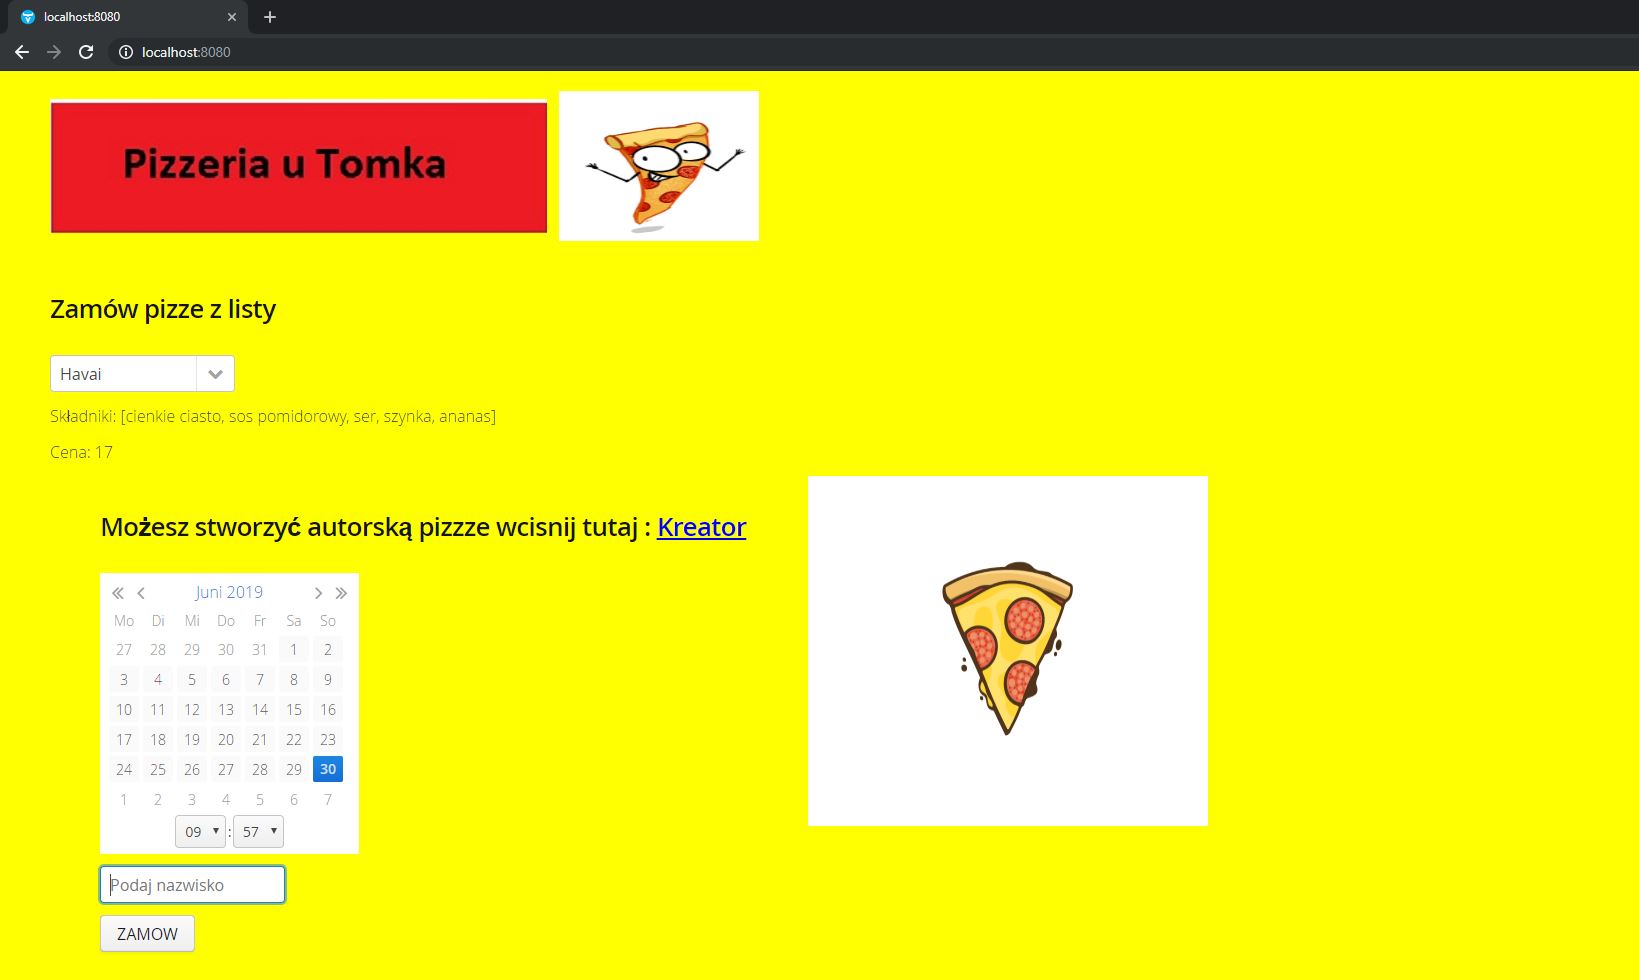 localhost:8080
localhost:8080
Pizzeria u Tomka
Zamów pizze z listy
Havai
Składniki: [cienkie ciasto, sos pomidorowy, ser, szynka, ananas]
Cena: 17
Możesz stworzyć autorską pizzze wcisnij tutaj : Kreator
Juni 2019
Mo Di Mi Do Fr Sa So
27 28 29 30 31 1 2
3 4 5 6 7 8 9
10 11 12 13 14 15 16
17 18 19 20 21 22 23
24 25 26 27 28 29 30
1 2 3 4 5 6 7
09 : 57
Podaj nazwisko
ZAMOW